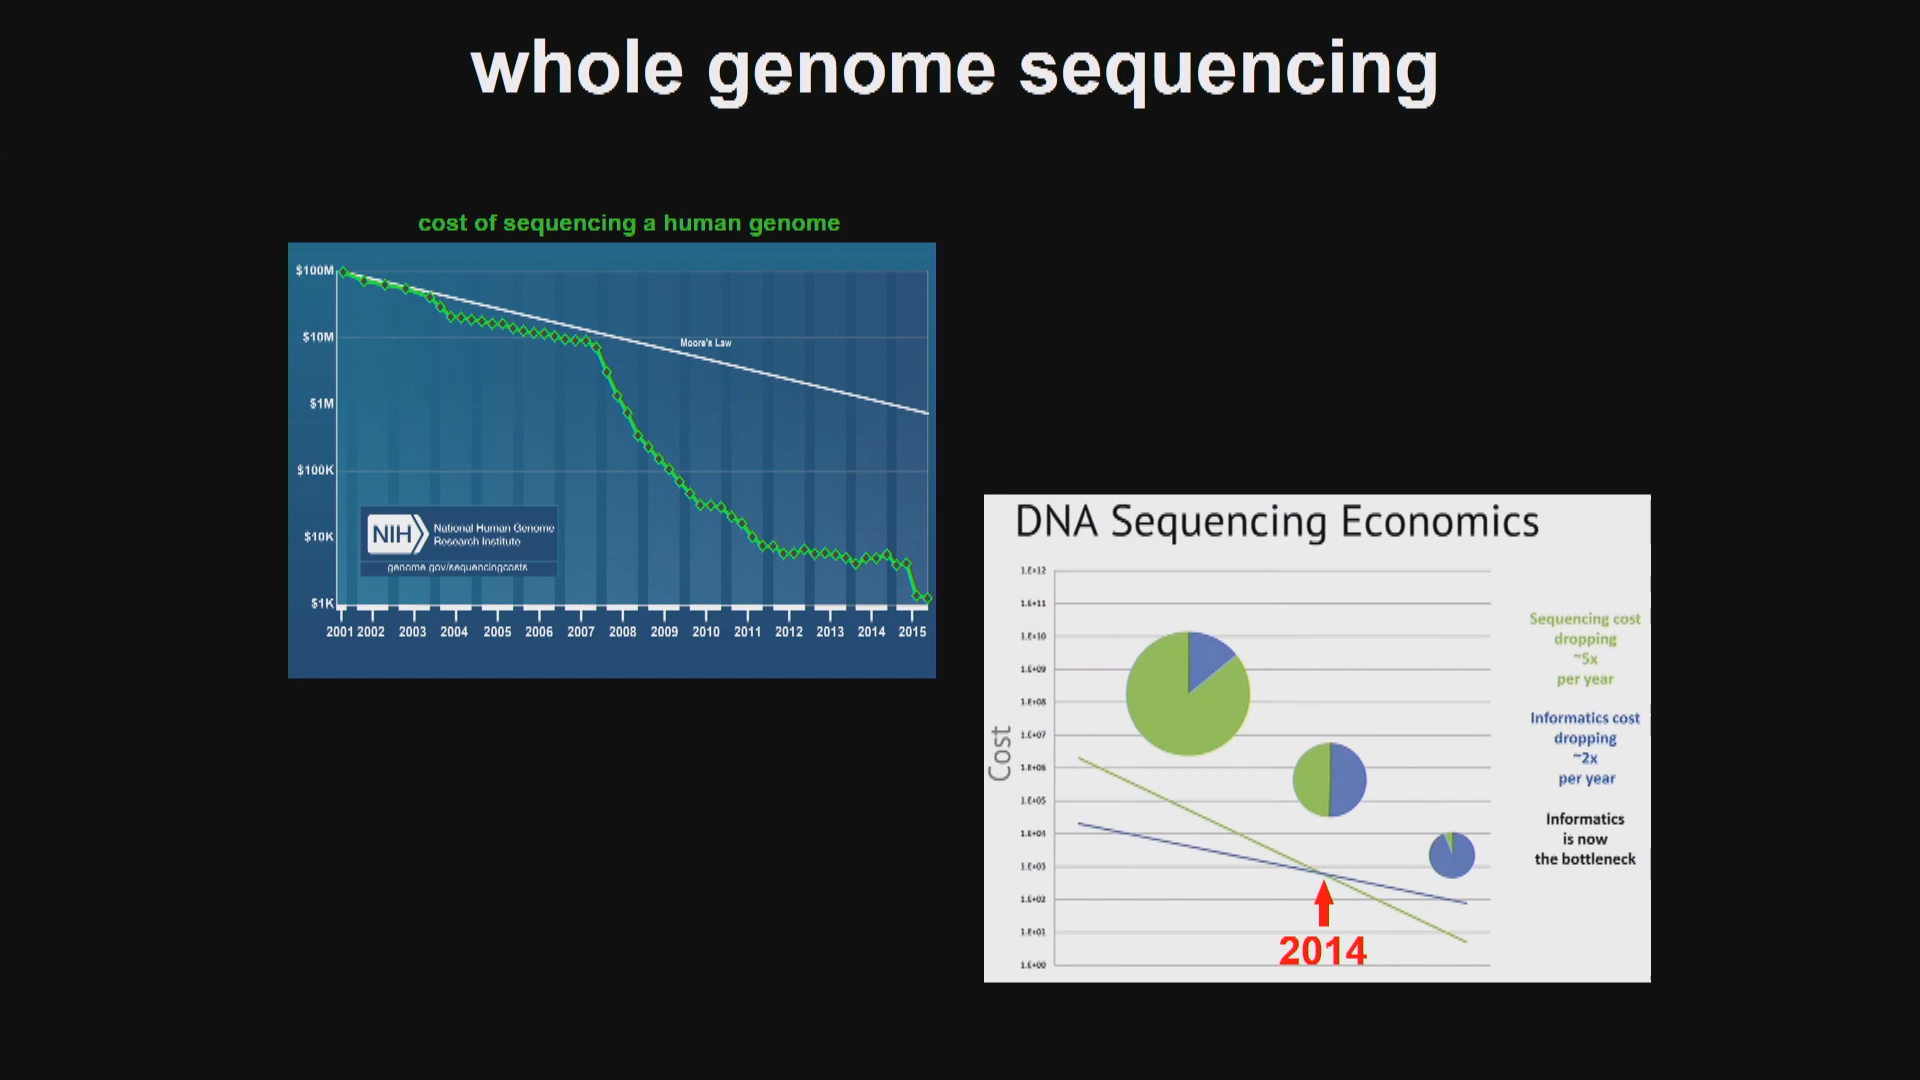 whole genome sequencing
cost of sequencing a human genome
$100M
$10M
Moore's Law
$1M
$100K
$10K
$1K
NIH
National Human Genome
Research Institute
genome.gov/sequencingcosts
2001 2002 2003 2004 2005 2006 2007 2008 2009 2010 2011 2012 2013 2014 2015
DNA Sequencing Economics
Cost
1.E+12
1.E+11
1.E+10
1.E+09
1.E+08
1.E+07
1.E+06
1.E+05
1.E+04
1.E+03
1.E+02
1.E+01
1.E+00
2014
Sequencing cost
dropping
~5x
per year
Informatics cost
dropping
~2x
per year
Informatics
is now
the bottleneck